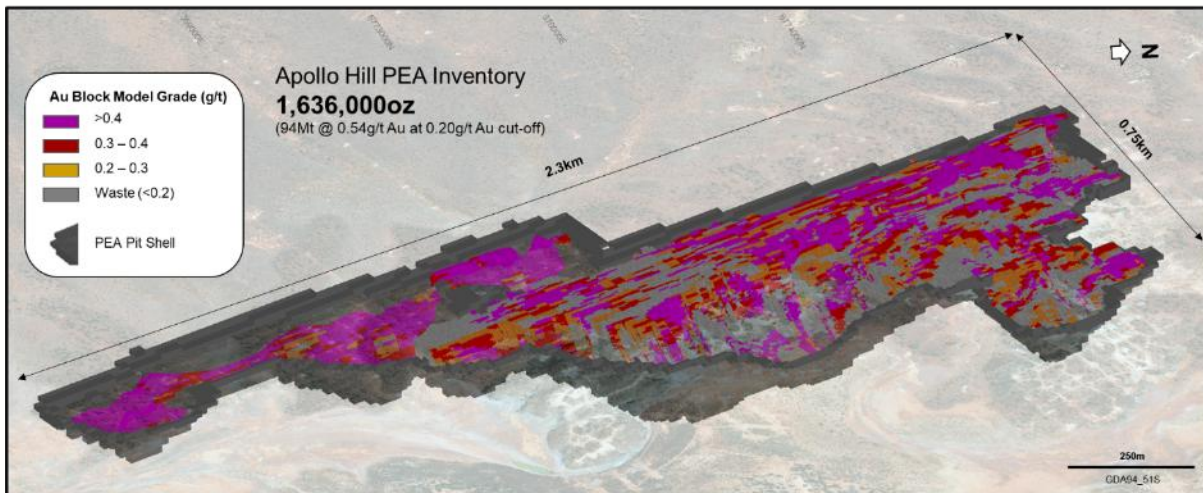 Apollo Hill PEA Inventory
1,636,000oz
(94Mt @ 0.54g/t Au at 0.20g/t Au cut-off)
Au Block Model Grade (g/t)
>0.4
0.3 – 0.4
0.2 – 0.3
Waste (<0.2)
PEA Pit Shell
2.3km
0.75km
N
250m
GDA94_51S